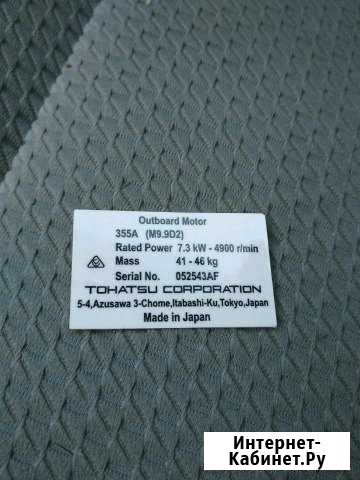 Outboard Motor
355A (M9.9D2)
Rated Power 7.3 kW - 4900 r/min
Mass 41 - 46 kg
Serial No. 052543AF
TOHATSU CORPORATION
5-4,Azusawa 3-Chome,Itabashi-Ku,Tokyo,Japan
Made in Japan
Интернет-
Кабинет.Ру